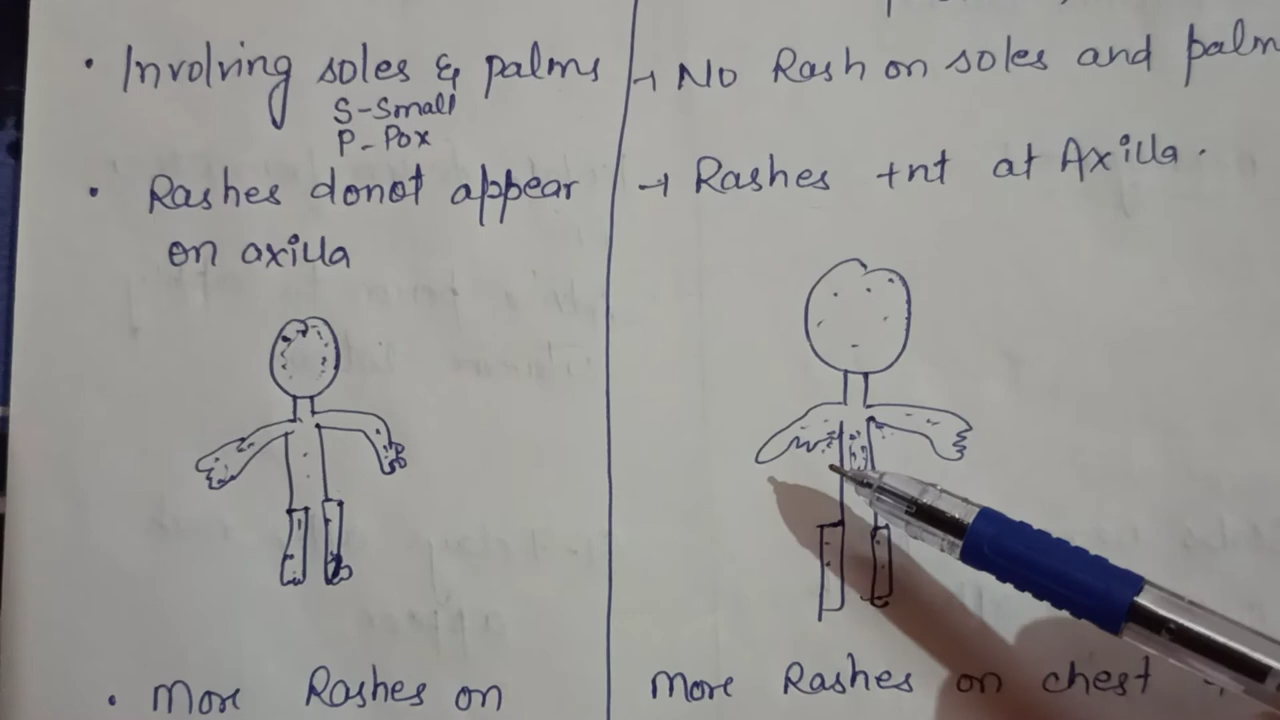 • Involving soles & palms
S-Small
P-Pox
• Rashes donot appear
on axilla
• More Rashes on
→ No Rash on soles and palm
→ Rashes +nt at Axilla.
More Rashes on chest